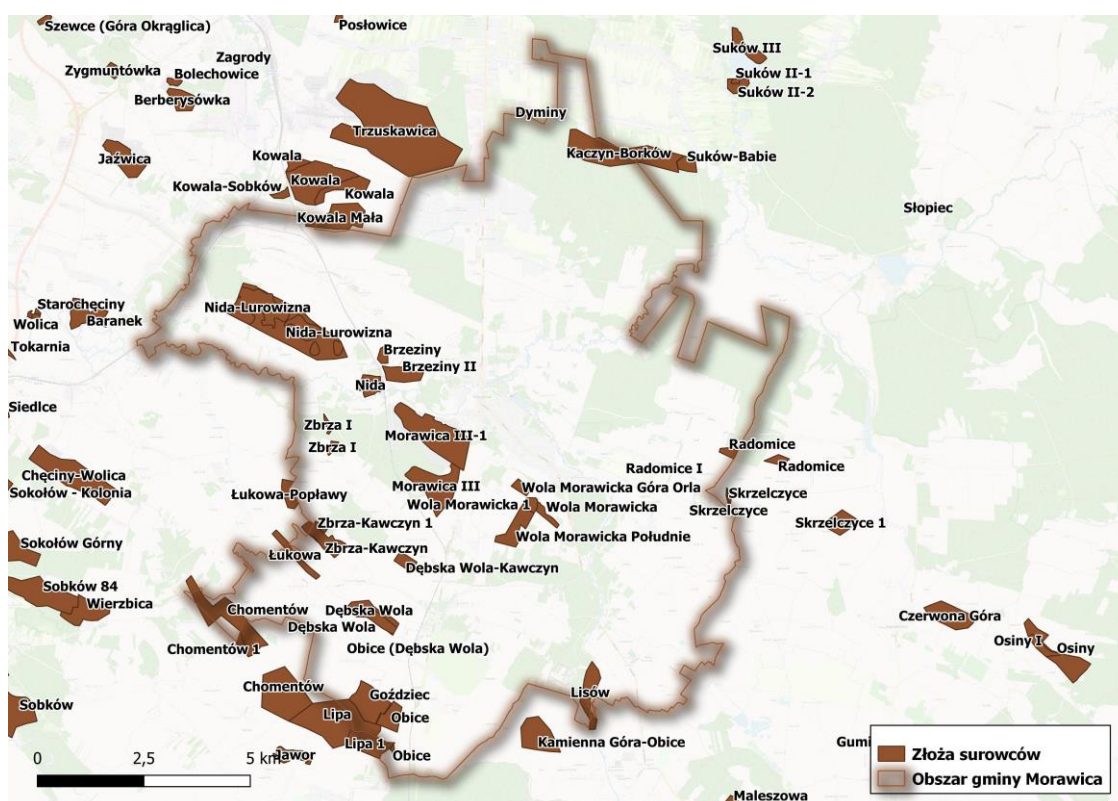 Szewce (Góra Okrąglica)
Posłowice
Zagrody
Zygmuntówka
Bolechowice
Berberysówka
Suków III
Suków II-1
Suków II-2
Dyminy
Trzuskawica
Jaźwica
Kowala
Kowala
Kowala-Sobków
Kowala
Kowala Mała
Kaczyn-Borków
Suków-Babie
Słopiec
Starochęciny
Wolica
Baranek
Tokarnia
Nida-Lurowizna
Nida-Lurowizna
Brzeziny
Brzeziny II
Nida
Siedlce
Zbrza I
Zbrza I
Morawica III-1
Radomice
Radomice
Radomice I
Chęciny-Wolica
Sokołów - Kolonia
Łukowa-Popławy
Morawica III
Wola Morawicka 1
Wola Morawicka Góra Orla
Wola Morawicka
Wola Morawicka Południe
Skrzelczyce
Skrzelczyce
Skrzelczyce 1
Zbrza-Kawczyn 1
Zbrza-Kawczyn
Łukowa
Dębska Wola-Kawczyn
Sokołów Górny
Sobków 84
Wierzbica
Chomentów
Chomentów 1
Dębska Wola
Dębska Wola
Obice (Dębska Wola)
Czerwona Góra
Osiny I
Osiny
Chomentów
Goździec
Lipa
Obice
Lipa 1
Obice
Jawor
Lisów
Kamienna Góra-Obice
Sobków
Gumi
Maleszowa
0 2,5 5 km
Złoża surowców
Obszar gminy Morawica